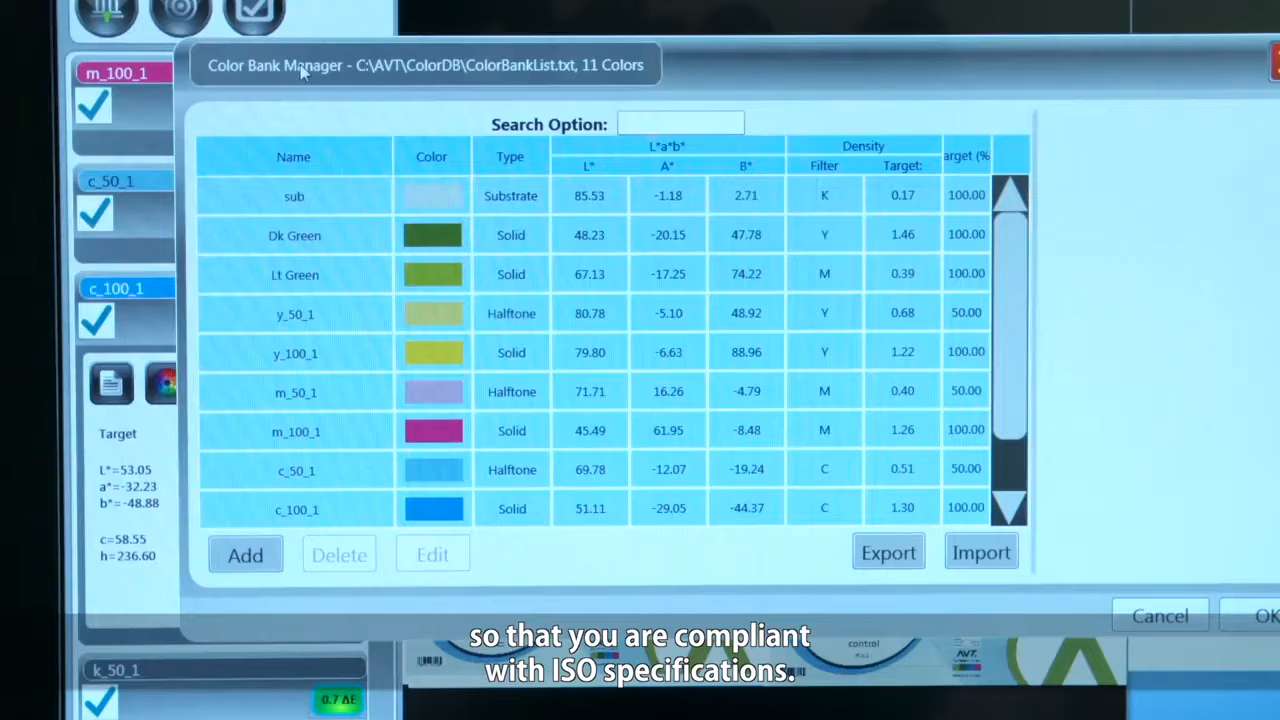 m_100_1
Color Bank Manager - C:\AVT\ColorDB\ColorBankList.txt, 11 Colors
Search Option:
Name Color Type L*a*b* Density arget (%
L* A* B* Filter Target:
sub Substrate 85.53 -1.18 2.71 K 0.17 100.00
c_50_1
Dk Green Solid 48.23 -20.15 47.78 Y 1.46 100.00
Lt Green Solid 67.13 -17.25 74.22 M 0.39 100.00
c_100_1
y_50_1 Halftone 80.78 -5.10 48.92 Y 0.68 50.00
y_100_1 Solid 79.80 -6.63 88.96 Y 1.22 100.00
m_50_1 Halftone 71.71 16.26 -4.79 M 0.40 50.00
m_100_1 Solid 45.49 61.95 -8.48 M 1.26 100.00
c_50_1 Halftone 69.78 -12.07 -19.24 C 0.51 50.00
c_100_1 Solid 51.11 -29.05 -44.37 C 1.30 100.00
Target
L*=53.05
a*=-32.23
b*=-48.88
c=58.55
h=236.60
Add Delete Edit Export Import
Cancel OK
so that you are compliant
with ISO specifications.
control
AVT
k_50_1
0.7 ΔE